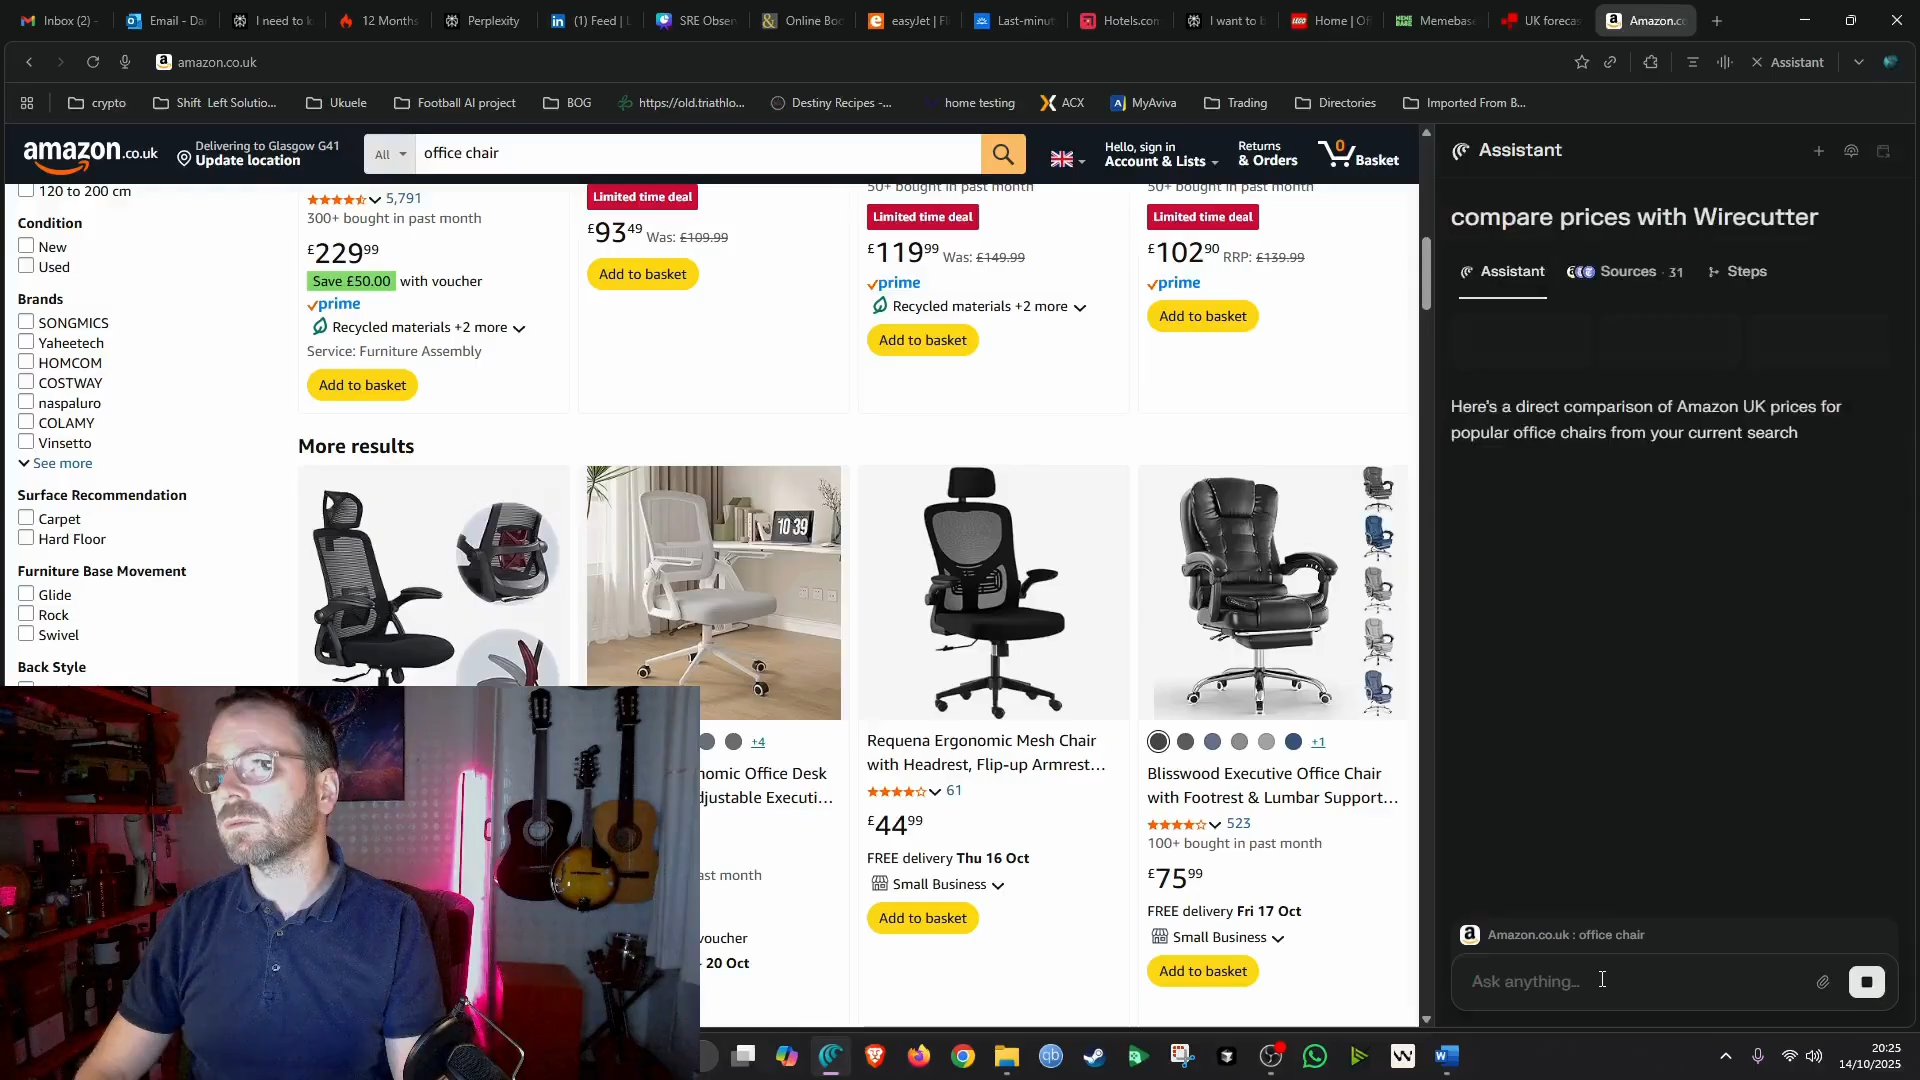 Inbox (2) -
Email - Da
I need to k
12 Months
Perplexity
(1) Feed | L
SRE Obser
Online Boo
easyJet | Fl
Last-minut
Hotels.com
I want to b
Home | Of
Memebase
UK forecas
Amazon.co
amazon.co.uk
Assistant
crypto
Shift Left Solutio...
Ukuele
Football AI project
BOG
https://old.triathlo...
Destiny Recipes -...
home testing
ACX
MyAviva
Trading
Directories
Imported From B...
amazon.co.uk
Delivering to Glasgow G41
Update location
All
office chair
Hello, sign in
Account & Lists
Returns
& Orders
0
Basket
120 to 200 cm
Condition
New
Used
Brands
SONGMICS
Yaheetech
HOMCOM
COSTWAY
naspaluro
COLAMY
Vinsetto
See more
Surface Recommendation
Carpet
Hard Floor
Furniture Base Movement
Glide
Rock
Swivel
Back Style
5,791
300+ bought in past month
£229.99
Save £50.00 with voucher
prime
Recycled materials +2 more
Service: Furniture Assembly
Add to basket
Limited time deal
£93.49 Was: £109.99
Add to basket
50+ bought in past month
Limited time deal
£119.99 Was: £149.99
prime
Recycled materials +2 more
Add to basket
50+ bought in past month
Limited time deal
£102.90 RRP: £139.99
prime
Add to basket
More results
10 39
+4
nomic Office Desk
djustable Executi...
ast month
voucher
20 Oct
Requena Ergonomic Mesh Chair
with Headrest, Flip-up Armrest...
61
£44.99
FREE delivery Thu 16 Oct
Small Business
Add to basket
+1
Blisswood Executive Office Chair
with Footrest & Lumbar Support...
523
100+ bought in past month
£75.99
FREE delivery Fri 17 Oct
Small Business
Add to basket
Assistant
compare prices with Wirecutter
Assistant
Sources · 31
Steps
Here's a direct comparison of Amazon UK prices for
popular office chairs from your current search
Amazon.co.uk : office chair
Ask anything...
20:25
14/10/2025